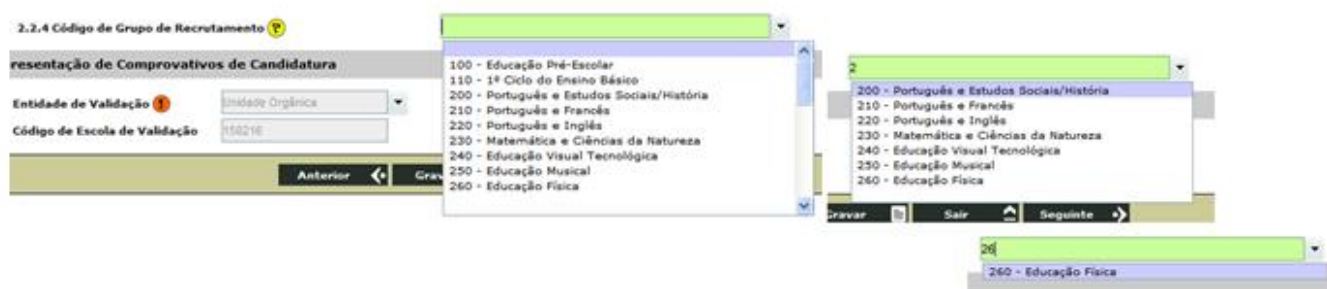 2.2.4 Código de Grupo de Recrutamento
resentação de Comprovativos de Candidatura
Entidade de Validação 1
Unidade Orgânica
Código de Escola de Validação
Anterior
Grav
100 - Educação Pré-Escolar
110 - 1º Ciclo do Ensino Básico
200 - Português e Estudos Sociais/História
210 - Português e Francês
220 - Português e Inglês
230 - Matemática e Ciências da Natureza
240 - Educação Visual Tecnológica
250 - Educação Musical
260 - Educação Física
2
200 - Português e Estudos Sociais/História
210 - Português e Francês
220 - Português e Inglês
230 - Matemática e Ciências da Natureza
240 - Educação Visual Tecnológica
250 - Educação Musical
260 - Educação Física
Gravar Sair Seguinte
26
260 - Educação Física